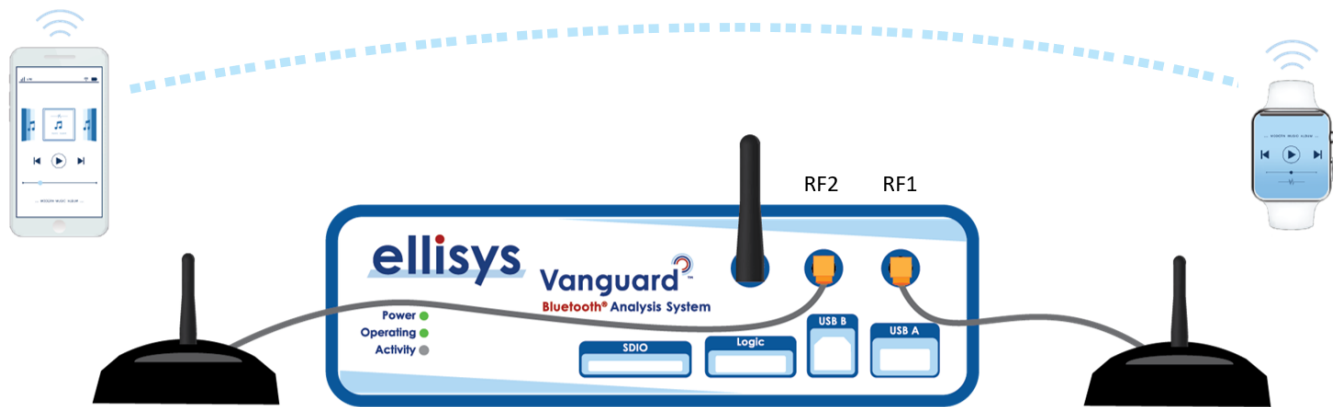 RF2
RF1
ellisys
Vanguard™
Bluetooth® Analysis System
Power
Operating
Activity
SDIO
Logic
USB B
USB A